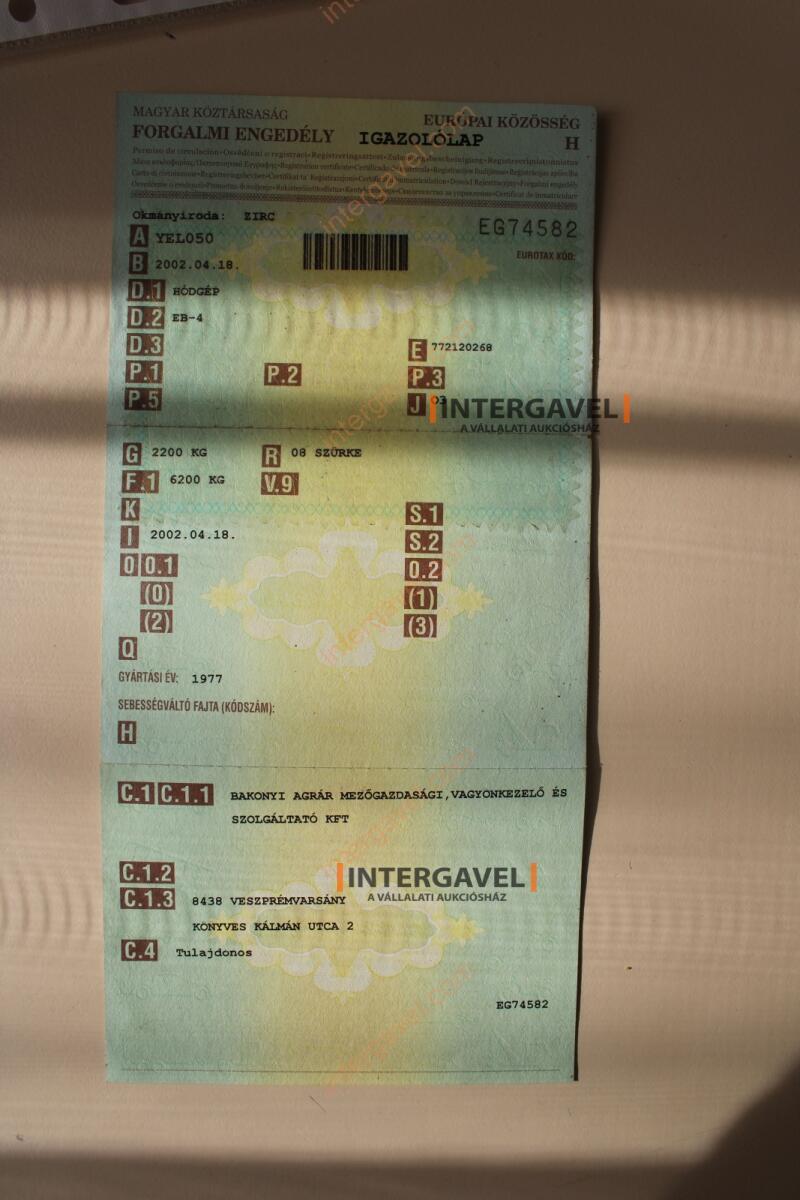 MAGYAR KÖZTÁRSASÁG
EURÓPAI KÖZÖSSÉG
FORGALMI ENGEDÉLY IGAZOLÓLAP H
Okmányiroda: ZIRC
EG74582
A YEL050
EUROTAX KÓD:
B 2002.04.18.
D.1 HÓDGÉP
D.2 EB-4
D.3 E 772120268
P.1 P.2 P.3
P.5 J 03
INTERGAVEL
A VÁLLALATI AUKCIÓSHÁZ
G 2200 KG R 08 SZÜRKE
F.1 6200 KG V.9
K S.1
I 2002.04.18. S.2
O O.1 O.2
(0) (1)
(2) (3)
Q
GYÁRTÁSI ÉV: 1977
SEBESSÉGVÁLTÓ FAJTA (KÓDSZÁM):
H
C.1 C.1.1 BAKONYI AGRÁR MEZŐGAZDASÁGI,VAGYONKEZELŐ ÉS
SZOLGÁLTATÓ KFT
C.1.2
INTERGAVEL
A VÁLLALATI AUKCIÓSHÁZ
C.1.3 8438 VESZPRÉMVARSÁNY
KÖNYVES KÁLMÁN UTCA 2
C.4 Tulajdonos
EG74582